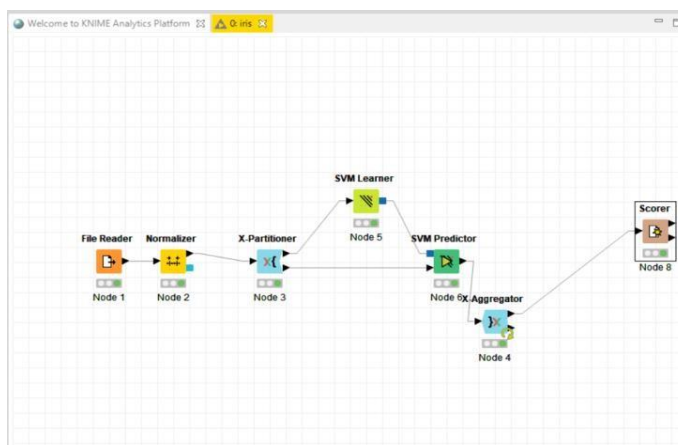 Welcome to KNIME Analytics Platform
0: iris
SVM Learner
Node 5
Scorer
Node 8
File Reader
Node 1
Normalizer
Node 2
X-Partitioner
Node 3
SVM Predictor
Node 6
X-Aggregator
Node 4